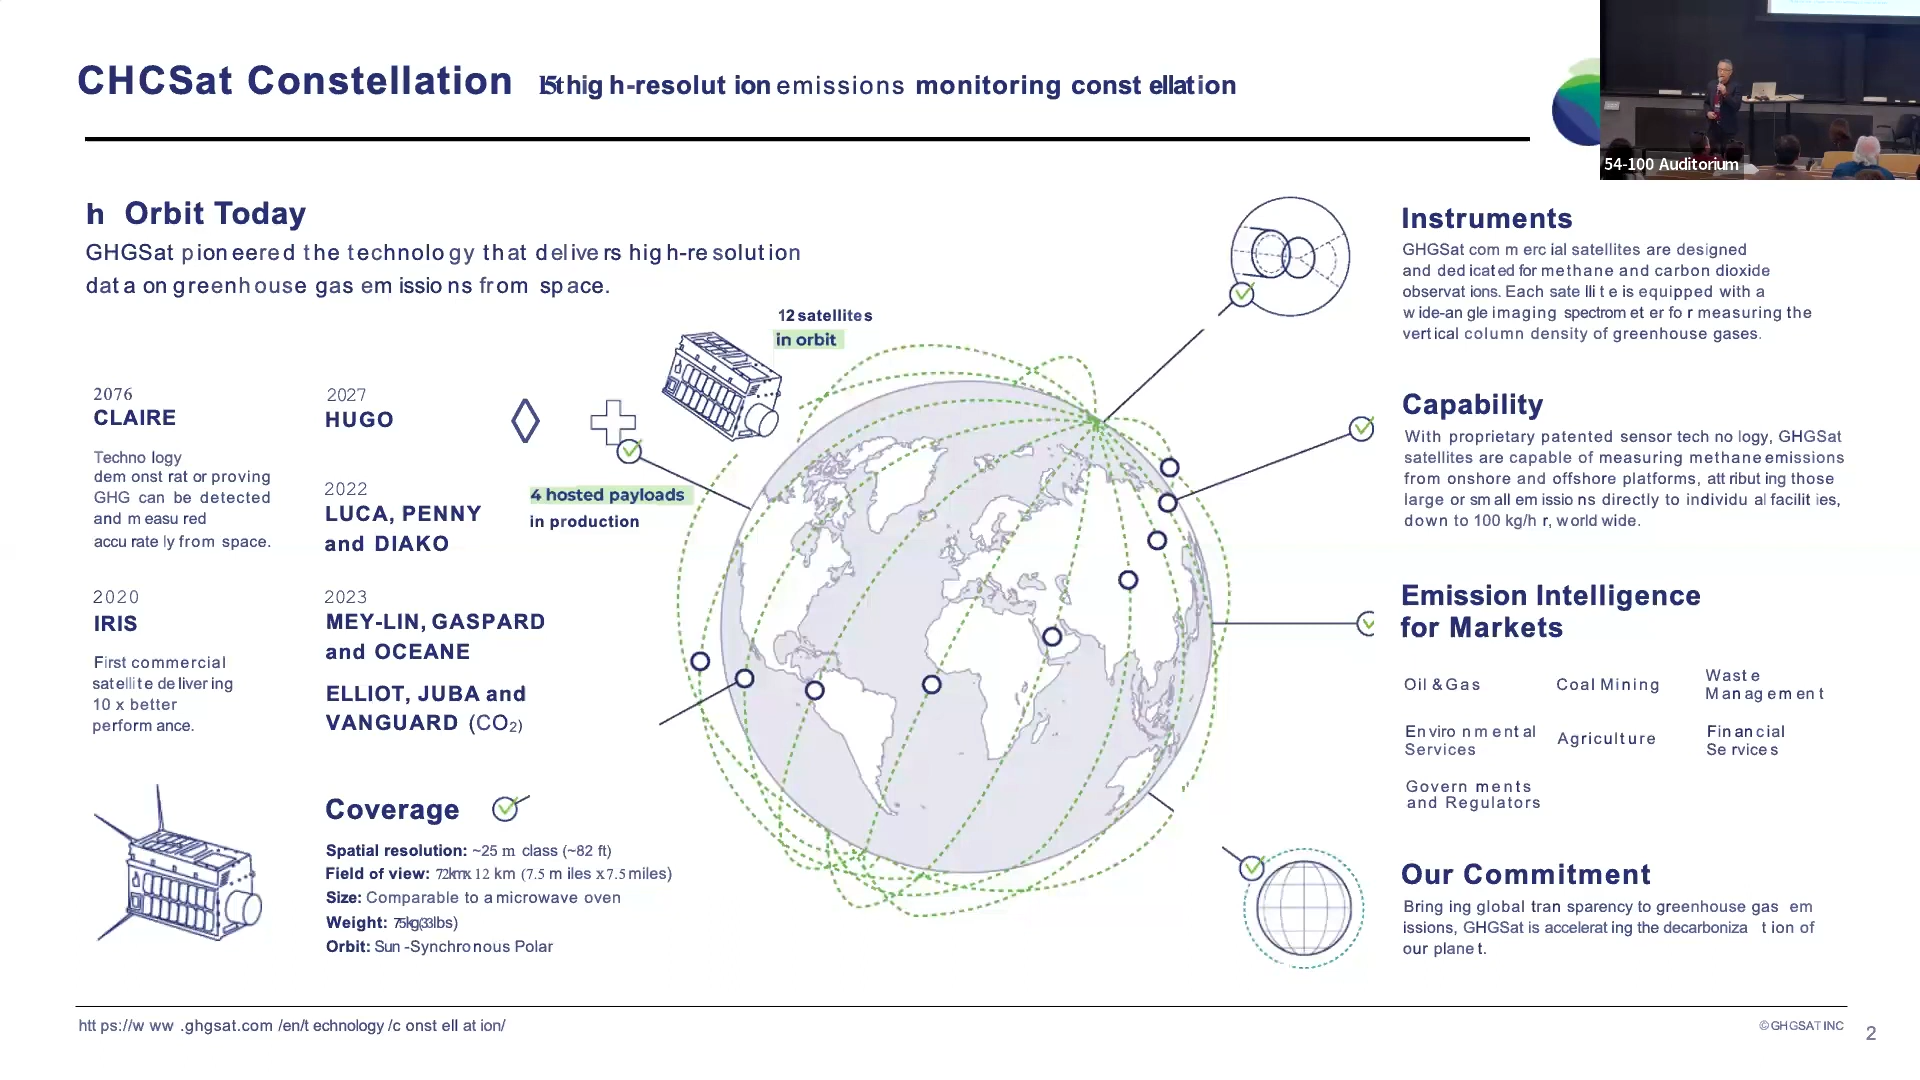 CHCSat Constellation 15thigh-resolution emissions monitoring constellation
54-100 Auditorium
h Orbit Today
GHGSat pioneered the technology that delivers high-resolution
data on greenhouse gas emissions from space.
12 satellites
in orbit
2076
CLAIRE
Technology
demonstrator proving
GHG can be detected
and measured
accurately from space.
2020
IRIS
First commercial
satellite delivering
10 x better
performance.
2027
HUGO
2022
LUCA, PENNY
and DIAKO
2023
MEY-LIN, GASPARD
and OCEANE
ELLIOT, JUBA and
VANGUARD (CO₂)
4 hosted payloads
in production
Coverage
Spatial resolution: ~25 m class (~82 ft)
Field of view: 72kmx 12 km (7.5 miles x 7.5 miles)
Size: Comparable to a microwave oven
Weight: 75kg(33lbs)
Orbit: Sun-Synchronous Polar
Instruments
GHGSat commercial satellites are designed
and dedicated for methane and carbon dioxide
observations. Each satellite is equipped with a
wide-angle imaging spectrometer for measuring the
vertical column density of greenhouse gases.
Capability
With proprietary patented sensor technology, GHGSat
satellites are capable of measuring methane emissions
from onshore and offshore platforms, attributing those
large or small emissions directly to individual facilities,
down to 100 kg/hr, worldwide.
Emission Intelligence
for Markets
Oil & Gas
Coal Mining
Waste
Management
Environmental
Services
Agriculture
Financial
Services
Governments
and Regulators
Our Commitment
Bringing global transparency to greenhouse gas em
issions, GHGSat is accelerating the decarbonization of
our planet.
https://www.ghgsat.com/en/technology/constellation/
©GHGSAT INC
2